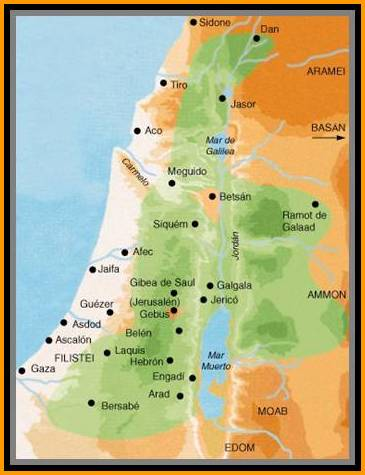 Sidone
Dan
ARAMEI
Tiro
Jasor
BASAN
Aco
Mar de
Galilea
Carmelo
Meguido
Betsán
Ramot de
Galaad
Siquém
Jordán
Afec
Jaifa
Gibea de Saul
Galgala
(Jerusalén)
Gebus
Jericó
AMMON
Guézer
Asdod
Belén
Ascalón
FILISTEI
Laquis
Hebrón
Mar
Muerto
Gaza
Engadí
Arad
Bersabé
MOAB
EDOM